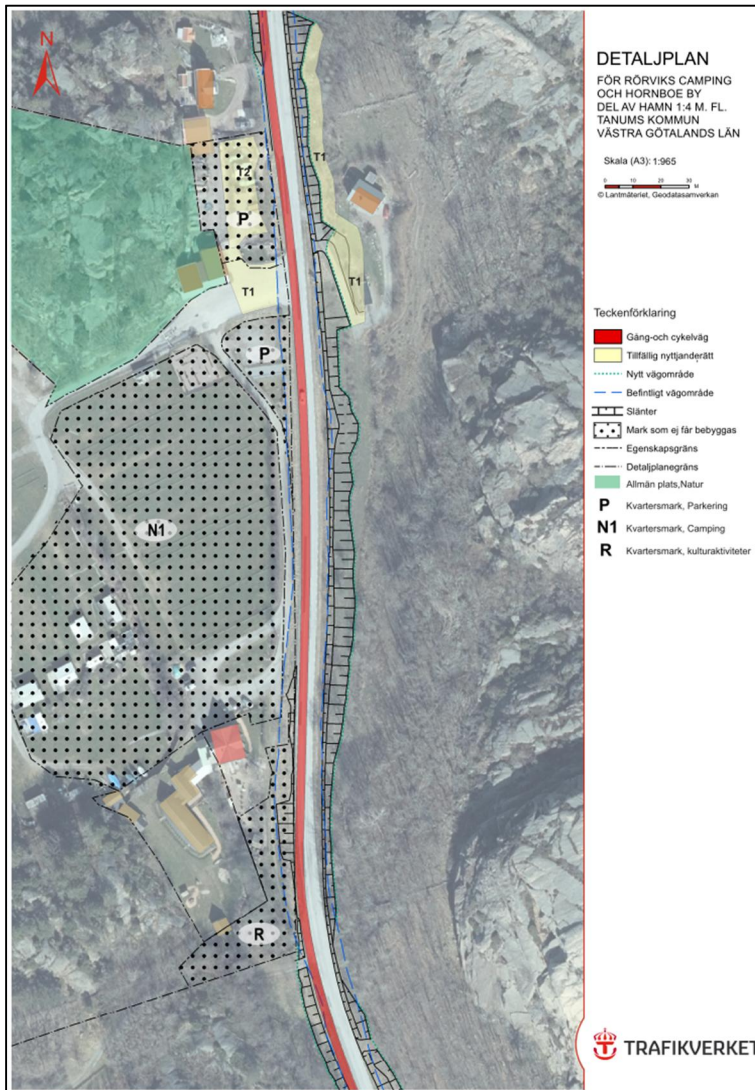 N
DETALJPLAN
FÖR RÖRVIKS CAMPING
OCH HORNBOE BY
DEL AV HAMN 1:4 M. FL.
TANUMS KOMMUN
VÄSTRA GÖTALANDS LÄN
Skala (A3): 1:965
0 10 20 30 M
© Lantmäteriet, Geodatasamverkan
T1
T2
P
T1
T1
P
N1
R
Teckenförklaring
Gång-och cykelväg
Tillfällig nyttjanderätt
Nytt vägområde
Befintligt vägområde
Slänter
Mark som ej får bebyggas
Egenskapsgräns
Detaljplanegräns
Allmän plats,Natur
P Kvartersmark, Parkering
N1 Kvartersmark, Camping
R Kvartersmark, kulturaktiviteter
TRAFIKVERKET